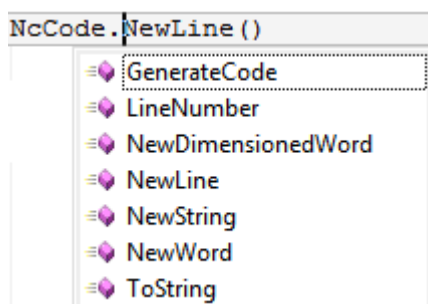 NcCode.NewLine()
GenerateCode
LineNumber
NewDimensionedWord
NewLine
NewString
NewWord
ToString